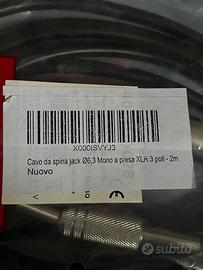 X000ISVYJ3
Cavo da spina jack Ø6,3 Mono a presa XLR 3 poli - 2m
Nuovo
subito